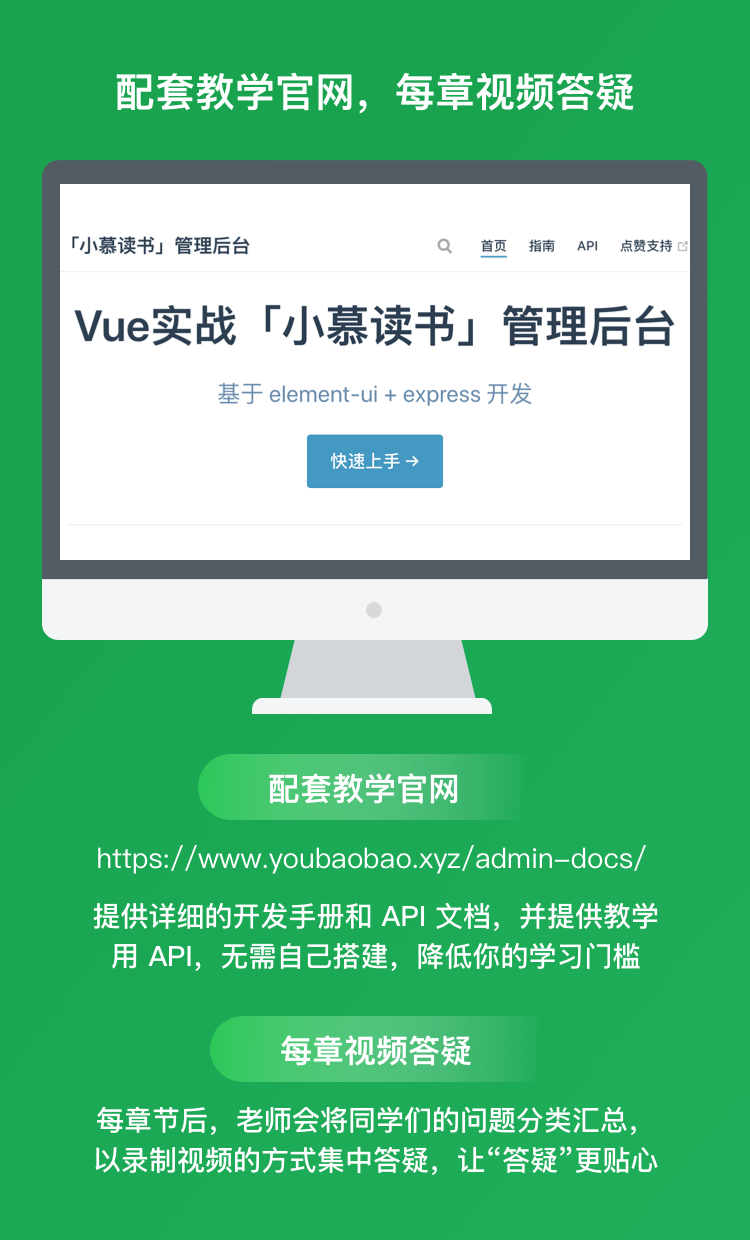 配套教学官网，每章视频答疑
「小慕读书」管理后台
首页 指南 API 点赞支持
Vue实战「小慕读书」管理后台
基于 element-ui + express 开发
快速上手 →
配套教学官网
https://www.youbaobao.xyz/admin-docs/
提供详细的开发手册和 API 文档，并提供教学
用 API，无需自己搭建，降低你的学习门槛
每章视频答疑
每章节后，老师会将同学们的问题分类汇总，
以录制视频的方式集中答疑，让“答疑”更贴心